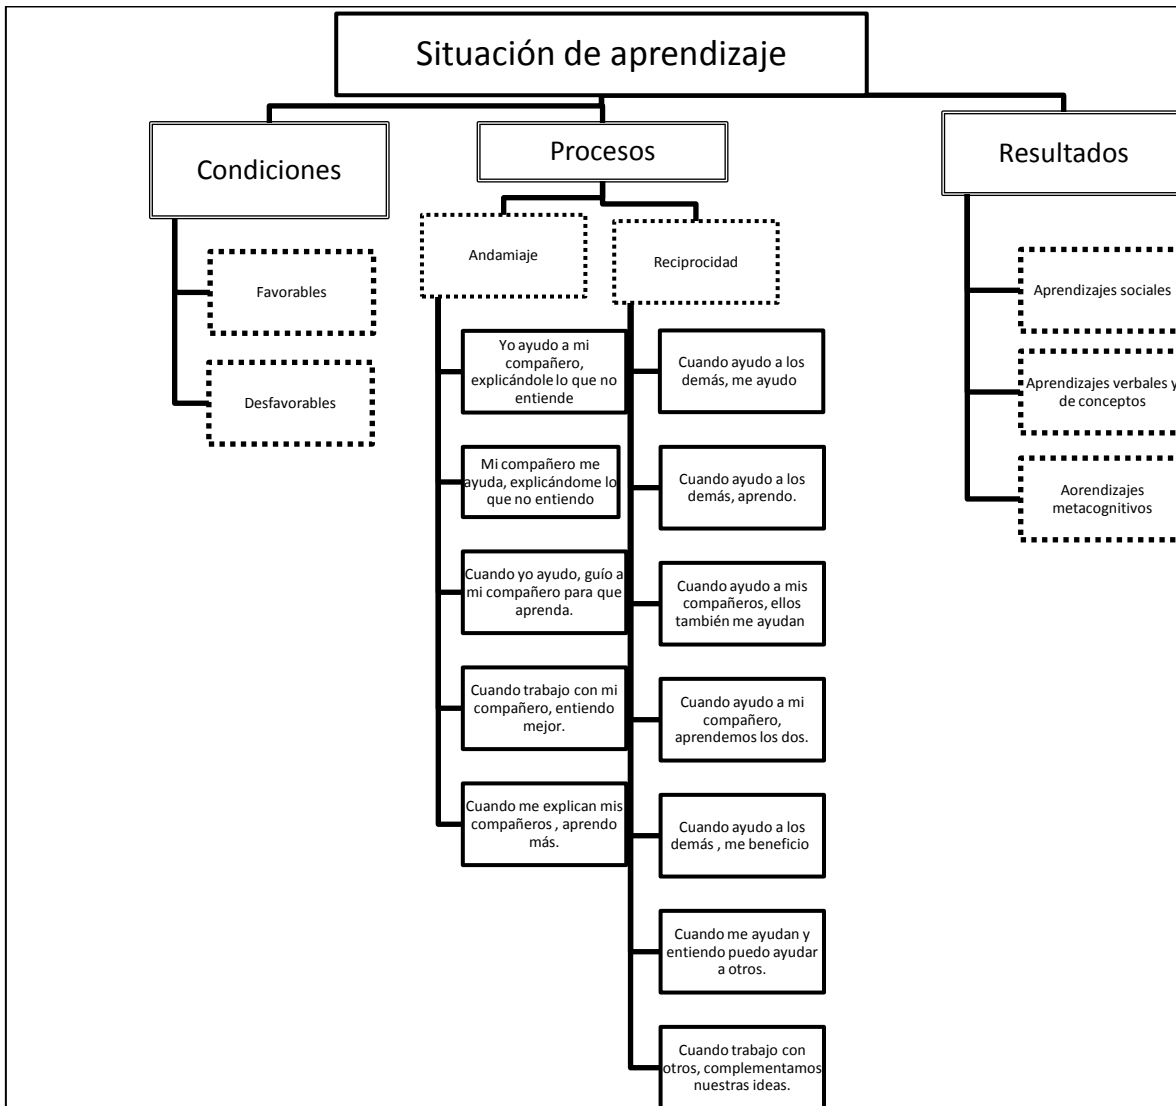 Situación de aprendizaje
Condiciones
Procesos
Resultados
Favorables
Desfavorables
Andamiaje
Yo ayudo a mi
compañero,
explicándole lo que no
entiende
Mi compañero me
ayuda, explicándome lo
que no entiendo
Cuando yo ayudo, guío a
mi compañero para que
aprenda.
Cuando trabajo con mi
compañero, entiendo
mejor.
Cuando me explican mis
compañeros , aprendo
más.
Reciprocidad
Cuando ayudo a los
demás, me ayudo
Cuando ayudo a los
demás, aprendo.
Cuando ayudo a mis
compañeros, ellos
también me ayudan
Cuando ayudo a mi
compañero,
aprendemos los dos.
Cuando ayudo a los
demás , me beneficio
Cuando me ayudan y
entiendo puedo ayudar
a otros.
Cuando trabajo con
otros, complementamos
nuestras ideas.
Aprendizajes sociales
Aprendizajes verbales y
de conceptos
Aorendizajes
metacognitivos